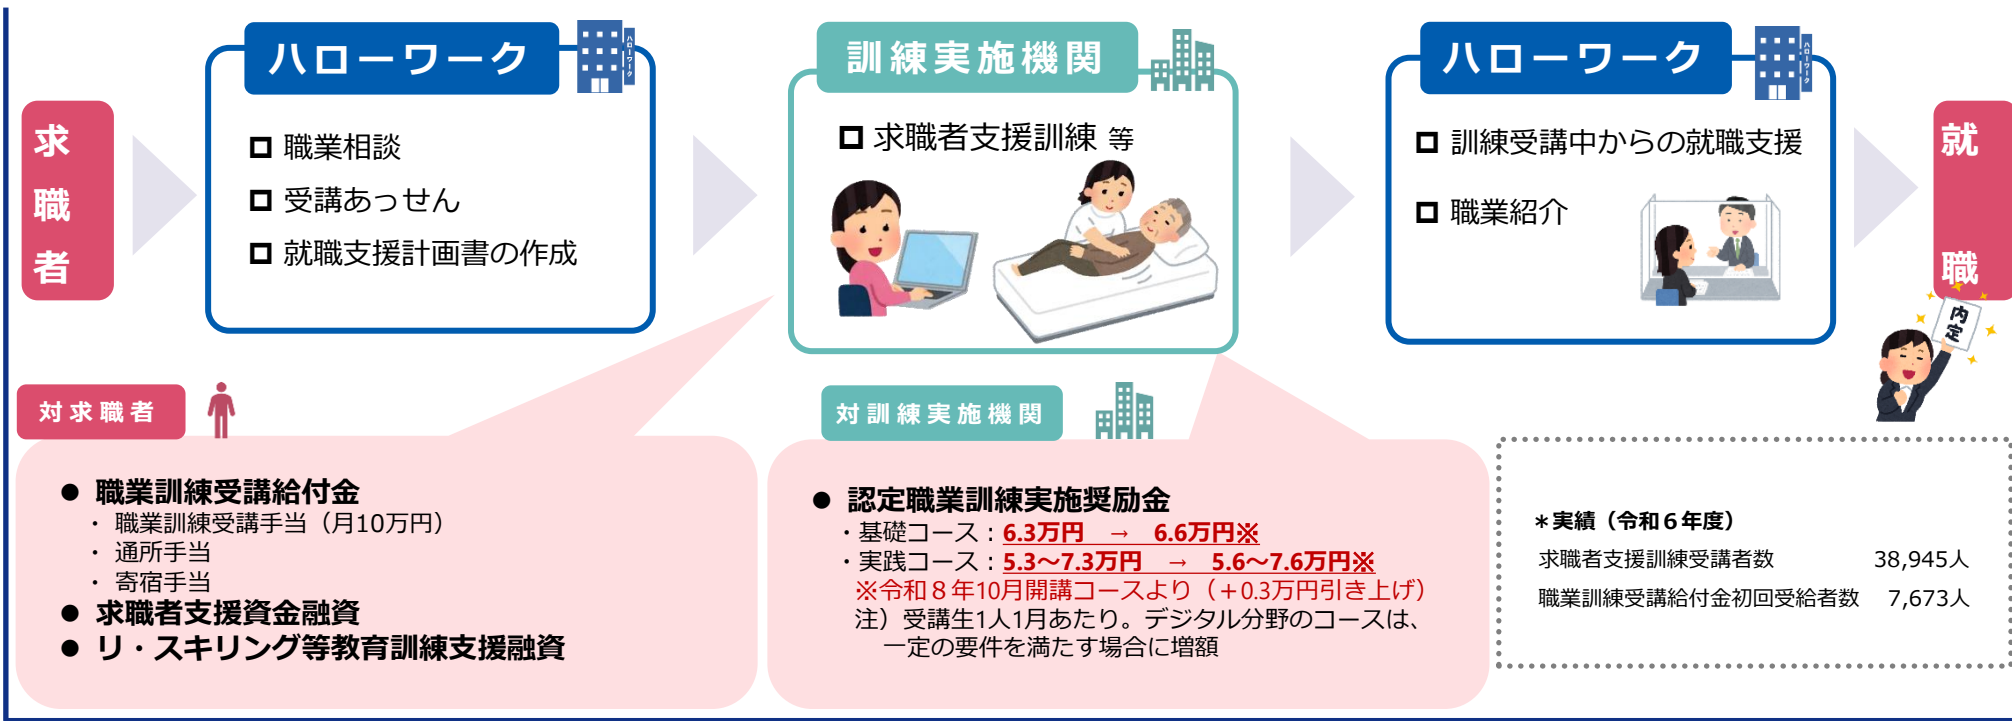 求職者
ハローワーク
ハローワーク
職業相談
受講あっせん
就職支援計画書の作成
訓練実施機関
求職者支援訓練 等
ハローワーク
ハローワーク
訓練受講中からの就職支援
職業紹介
就職
内定
対求職者
● 職業訓練受講給付金
・ 職業訓練受講手当（月10万円）
・ 通所手当
・ 寄宿手当
● 求職者支援資金融資
● リ・スキリング等教育訓練支援融資
対訓練実施機関
● 認定職業訓練実施奨励金
・基礎コース：6.3万円 → 6.6万円※
・実践コース：5.3～7.3万円 → 5.6～7.6万円※
※令和８年10月開講コースより（＋0.3万円引き上げ）
注）受講生1人1月あたり。デジタル分野のコースは、
一定の要件を満たす場合に増額
＊実績（令和６年度）
求職者支援訓練受講者数 38,945人
職業訓練受講給付金初回受給者数 7,673人